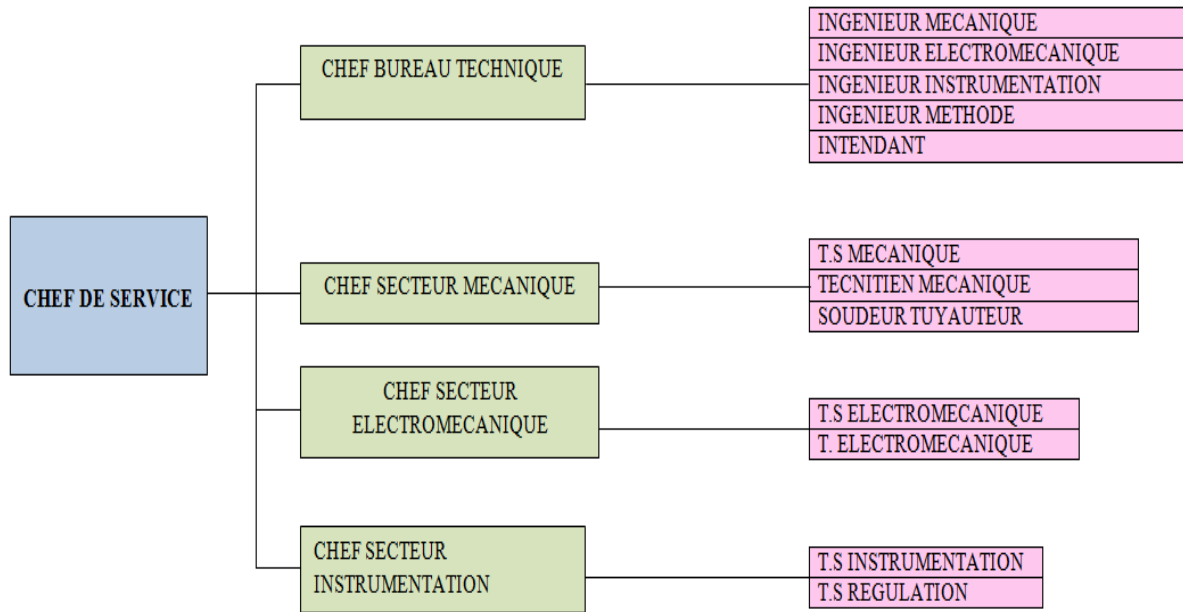 CHEF DE SERVICE
CHEF BUREAU TECHNIQUE
INGENIEUR MECANIQUE
INGENIEUR ELECTROMECANIQUE
INGENIEUR INSTRUMENTATION
INGENIEUR METHODE
INTENDANT
CHEF SECTEUR MECANIQUE
T.S MECANIQUE
TECNITIEN MECANIQUE
SOUDEUR TUYAUTEUR
CHEF SECTEUR
ELECTROMECANIQUE
T.S ELECTROMECANIQUE
T. ELECTROMECANIQUE
CHEF SECTEUR
INSTRUMENTATION
T.S INSTRUMENTATION
T.S REGULATION